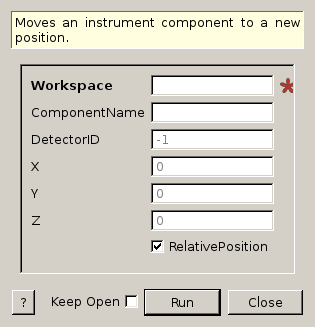 Moves an instrument component to a new
position.
Workspace
ComponentName
DetectorID -1
X 0
Y 0
Z 0
RelativePosition
? Keep Open Run Close